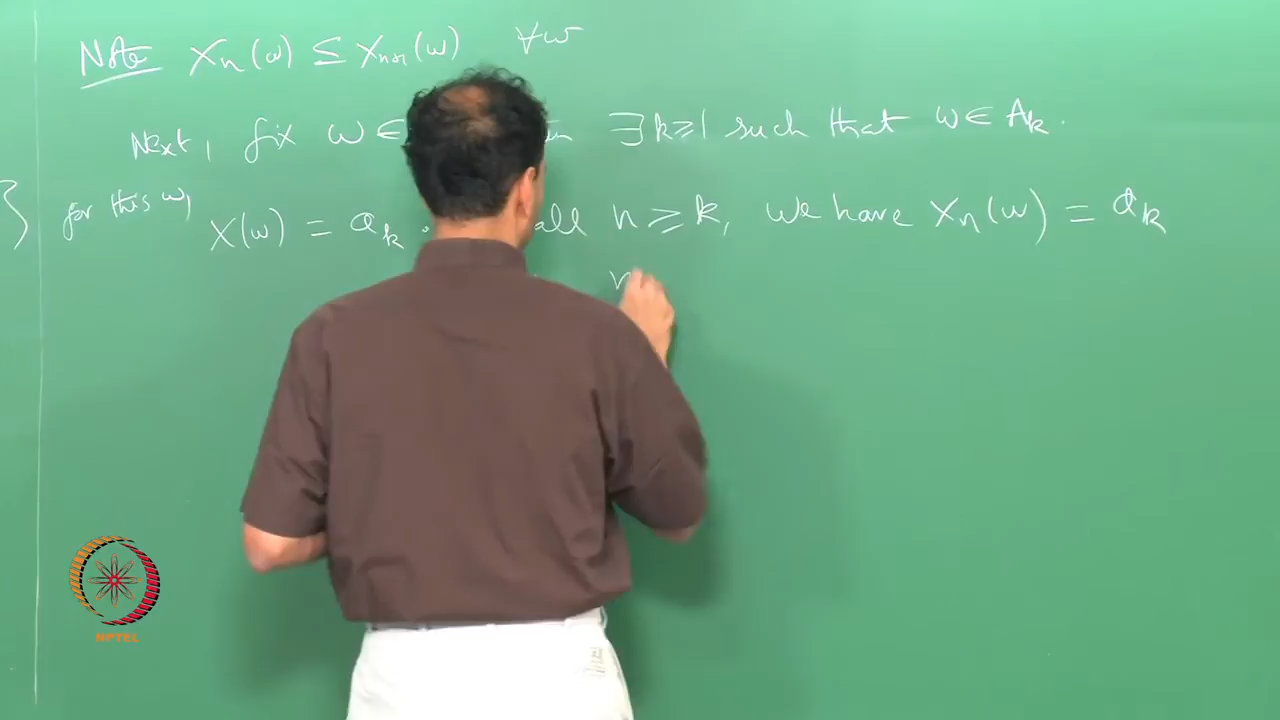 Note Xₙ(ω) ≤ Xₙ₊₁(ω) ∀ω
Next, fix ω ∈ ∃ k ≥ 1 such that ω ∈ Aₖ.
for this ω, X(ω) = aₖ. all n ≥ k, we have Xₙ(ω) = aₖ
NPTEL